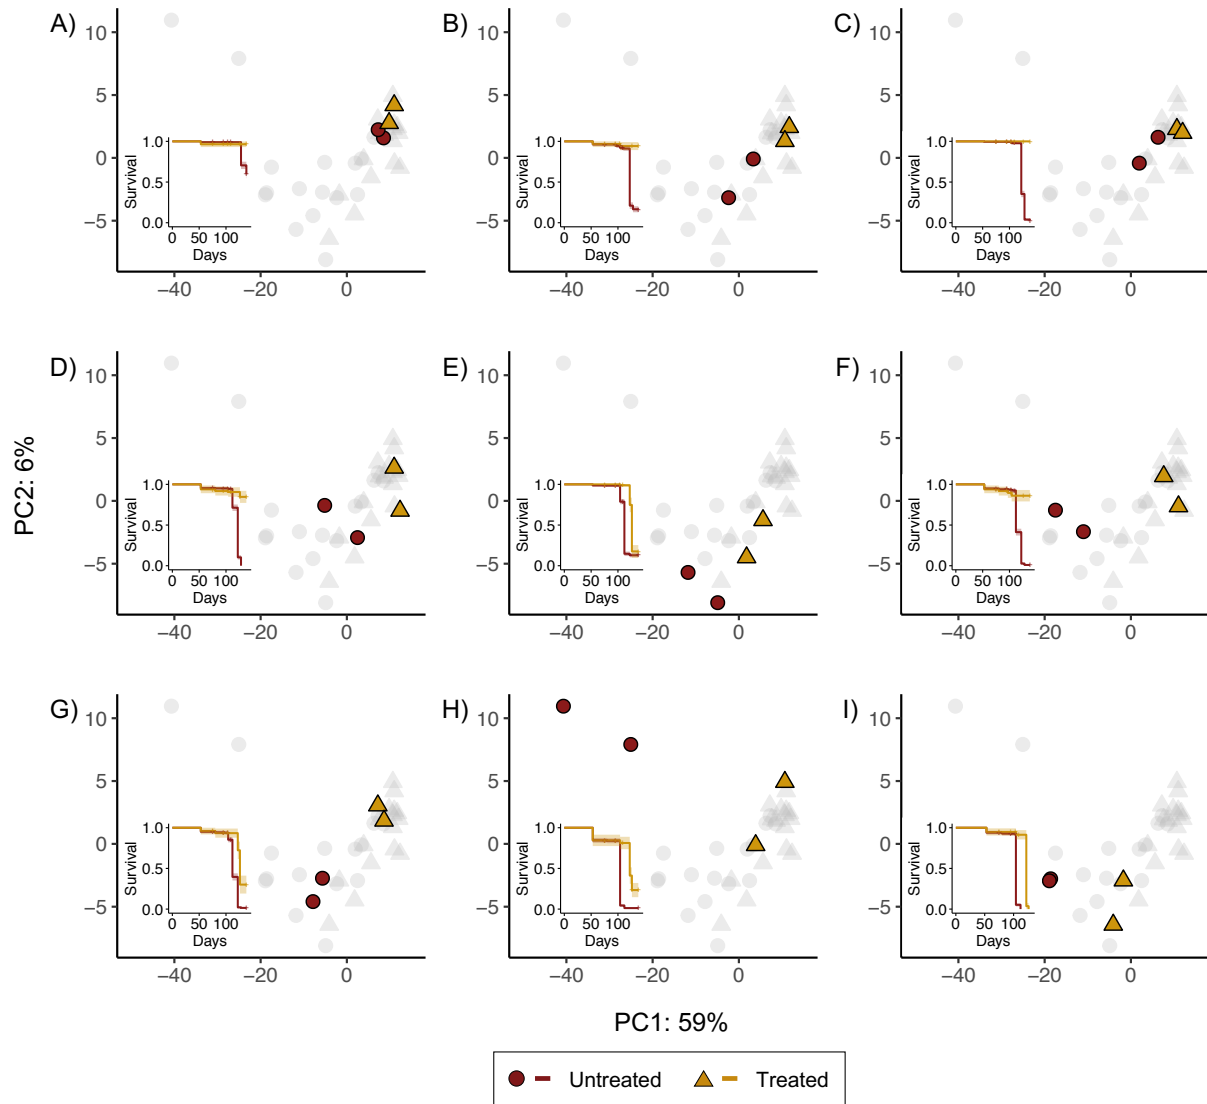 A) B) C)
10 10 10
5 5 5
0 0 0
−5 −5 −5
Survival 1.0 0.5 0.0 Survival 1.0 0.5 0.0 Survival 1.0 0.5 0.0
0 50 100 0 50 100 0 50 100
Days Days Days
−40 −20 0 −40 −20 0 −40 −20 0
D) E) F)
10 10 10
5 5 5
0 0 0
−5 −5 −5
Survival 1.0 0.5 0.0 Survival 1.0 0.5 0.0 Survival 1.0 0.5 0.0
0 50 100 0 50 100 0 50 100
Days Days Days
−40 −20 0 −40 −20 0 −40 −20 0
PC2: 6%
G) H) I)
10 10 10
5 5 5
0 0 0
−5 −5 −5
Survival 1.0 0.5 0.0 Survival 1.0 0.5 0.0 Survival 1.0 0.5 0.0
0 50 100 0 50 100 0 50 100
Days Days Days
−40 −20 0 −40 −20 0 −40 −20 0
PC1: 59%
Untreated Treated